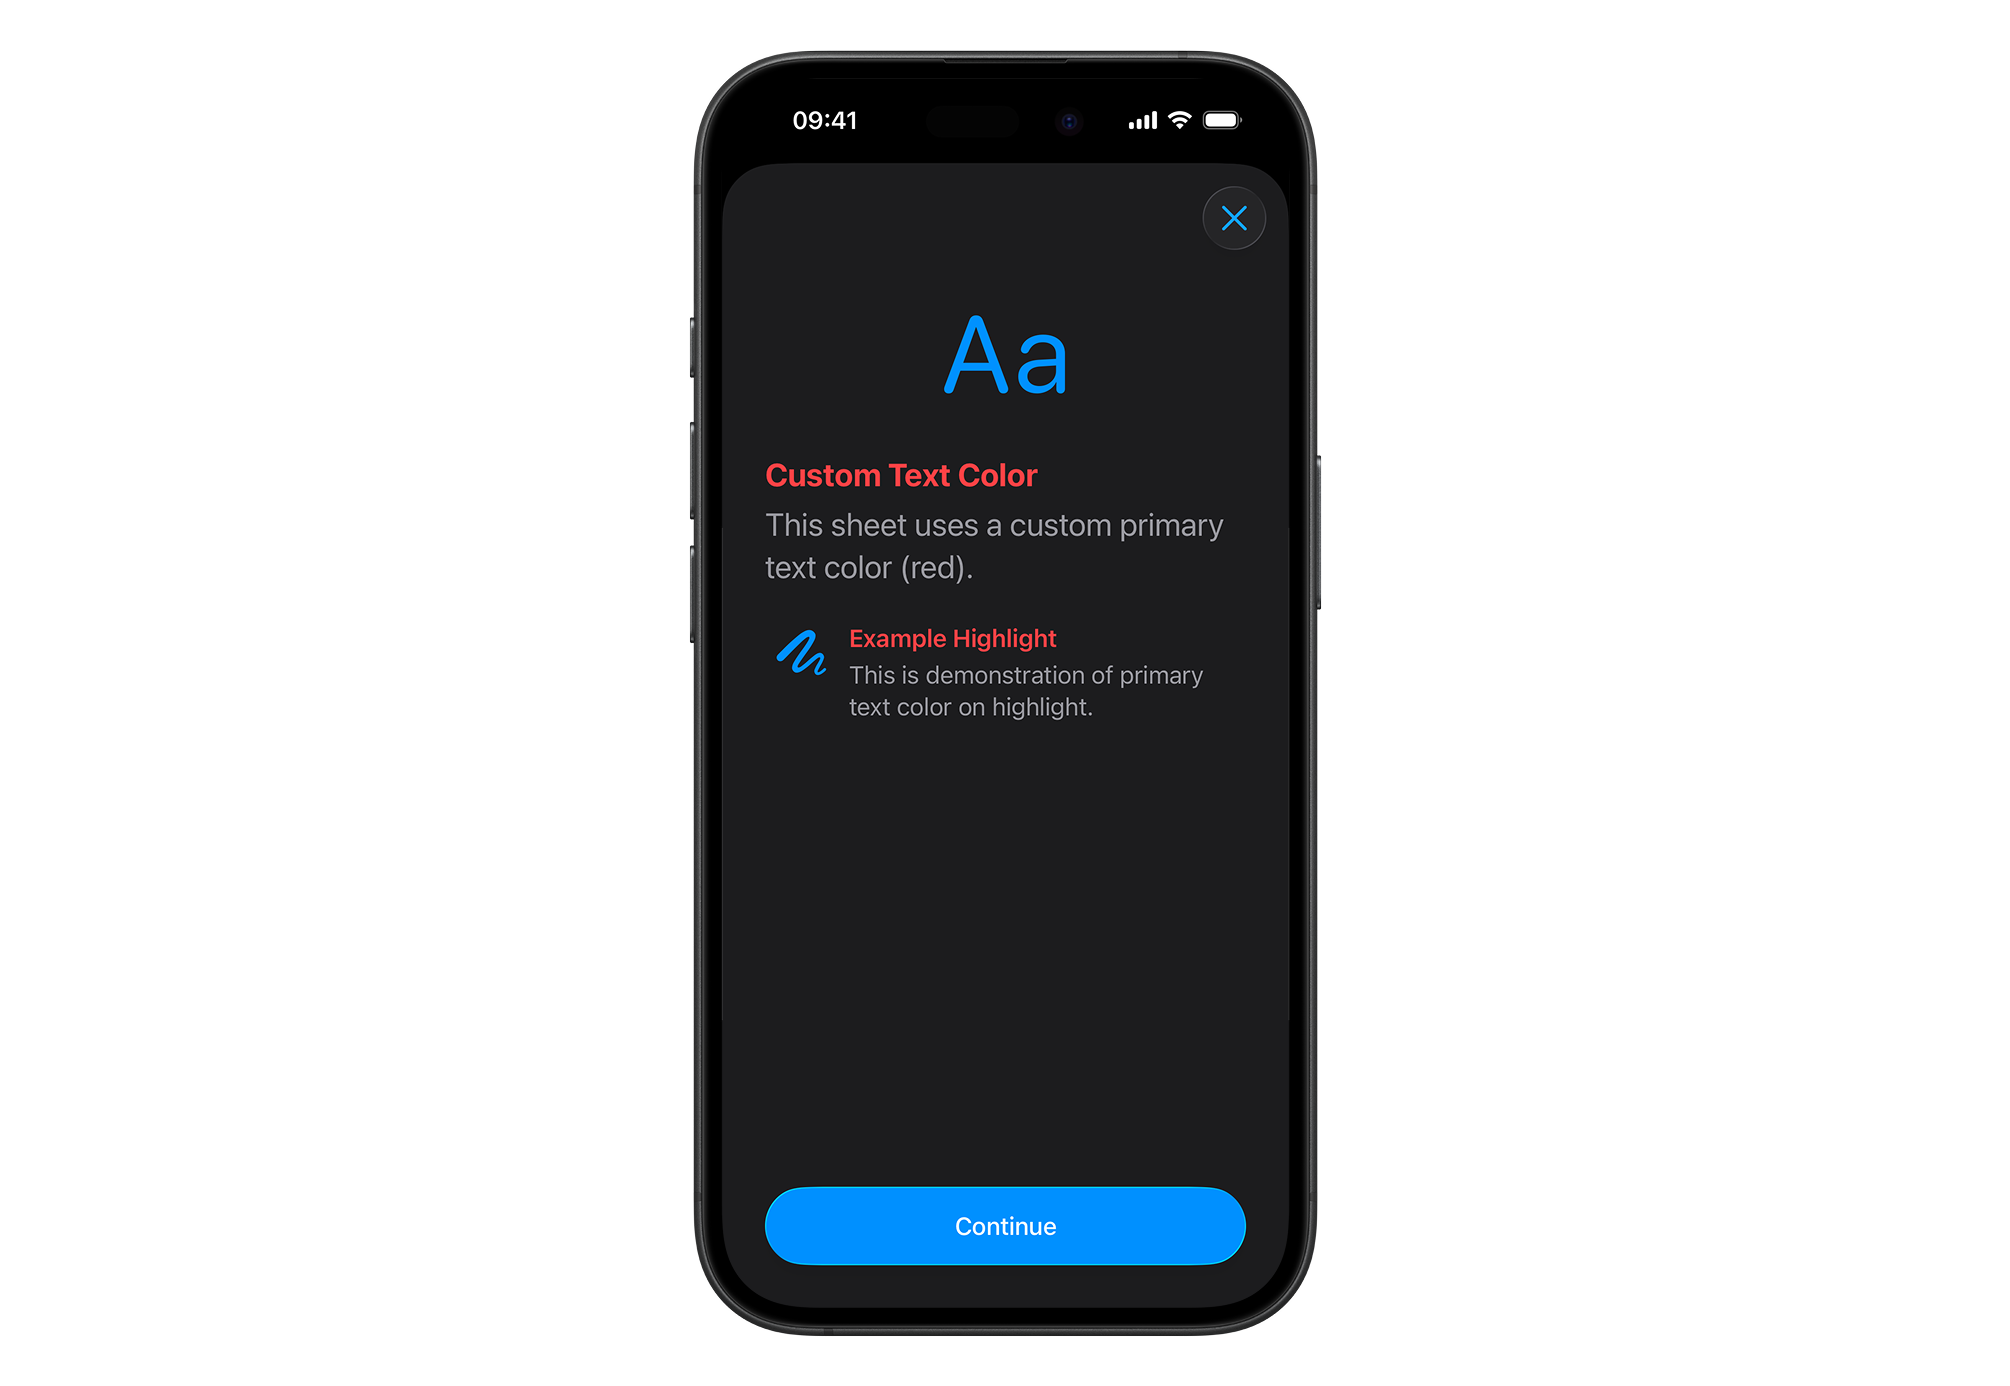 09:41
Aa
Custom Text Color
This sheet uses a custom primary
text color (red).
Example Highlight
This is demonstration of primary
text color on highlight.
Continue